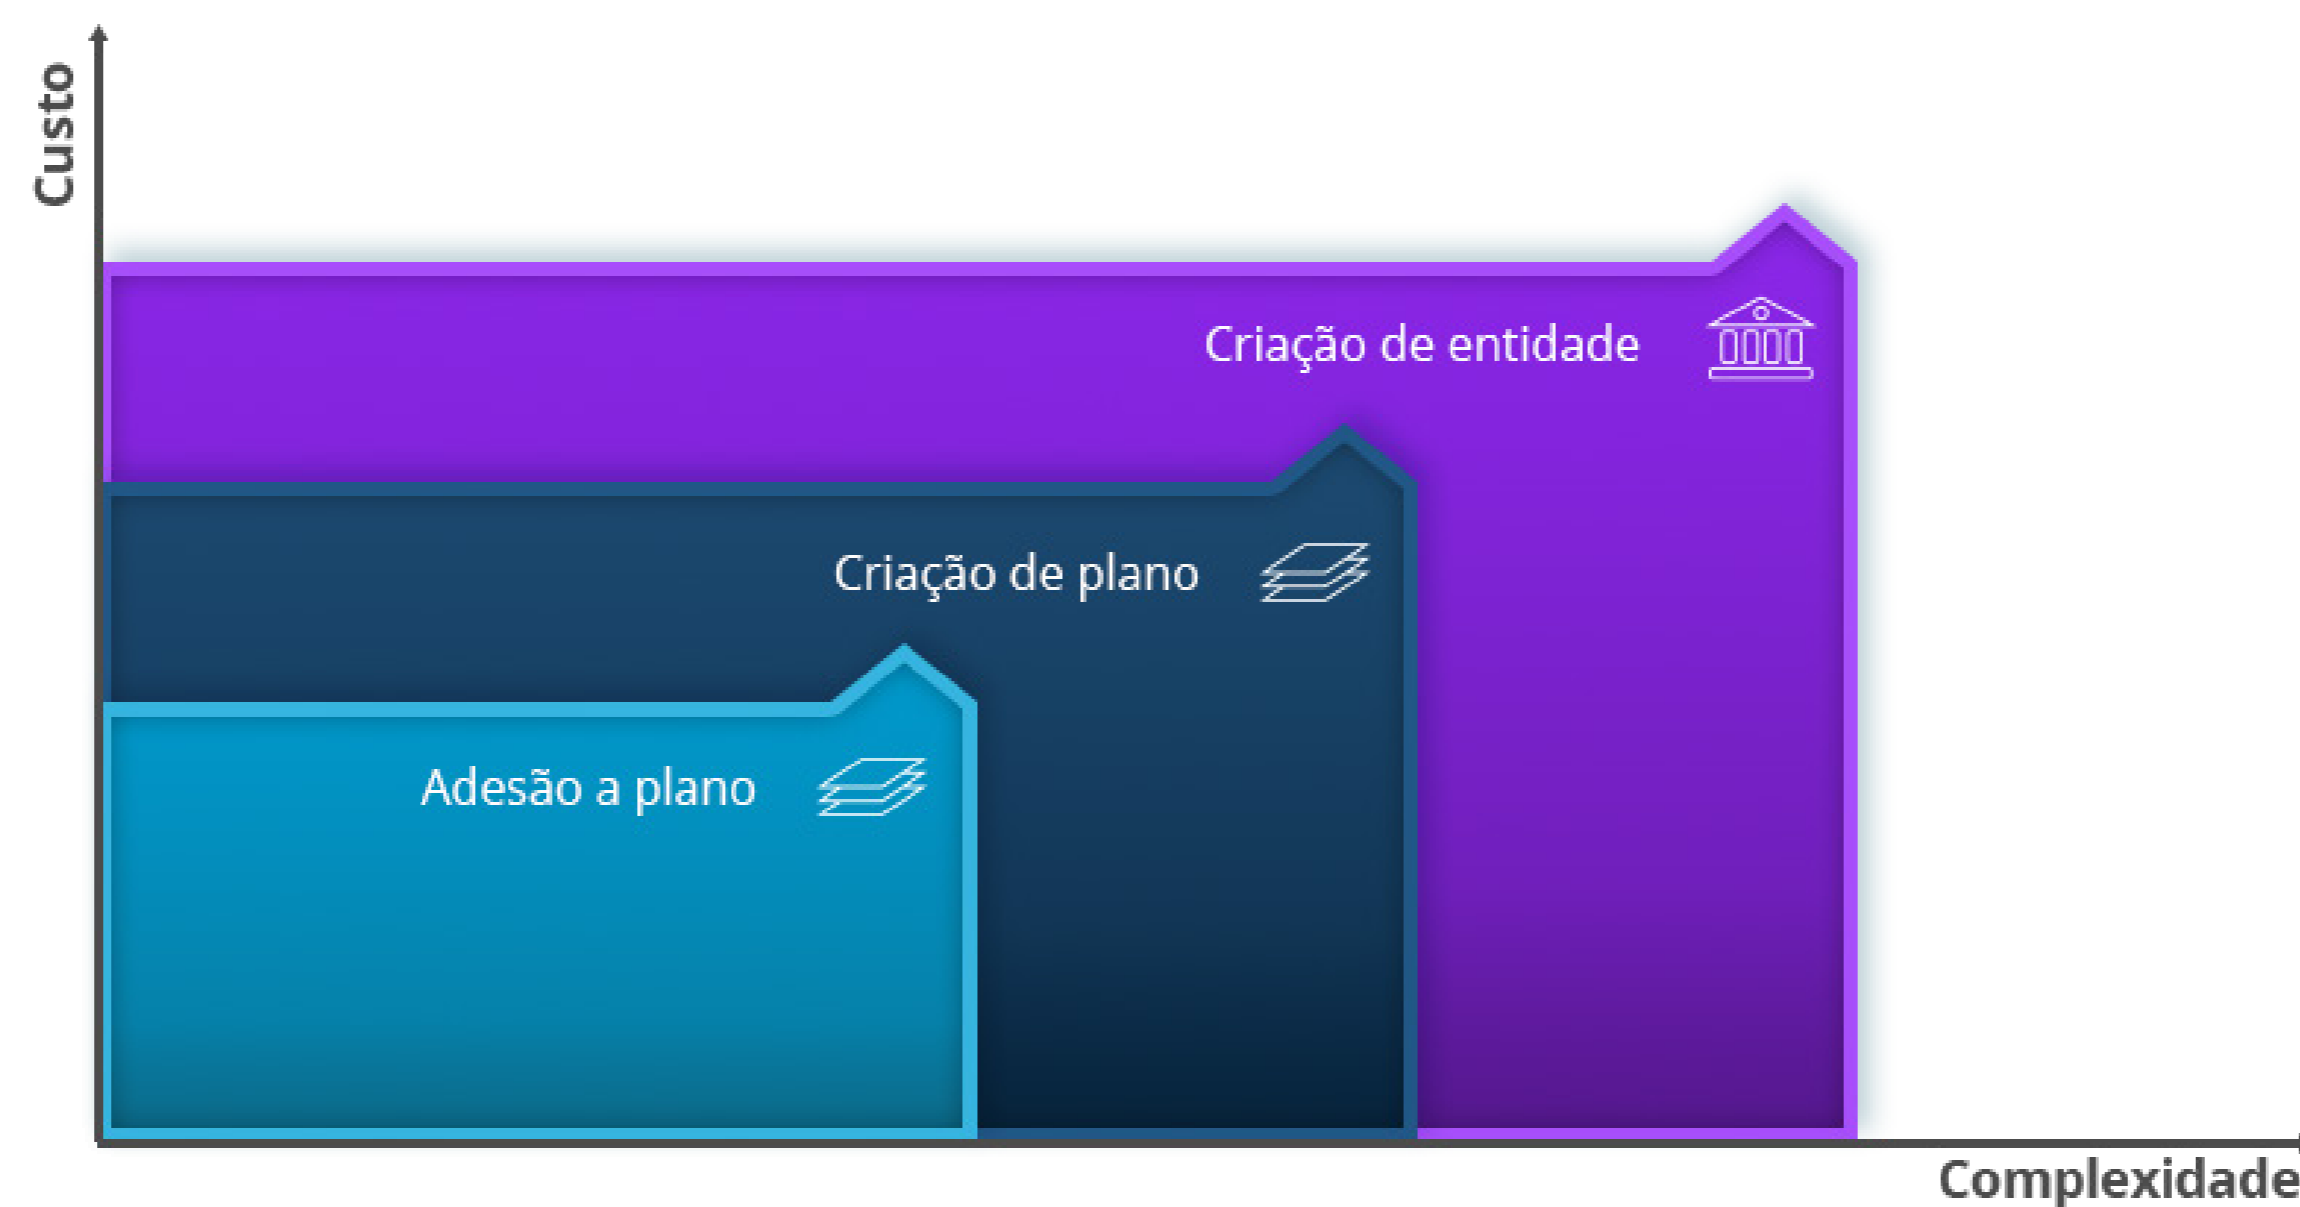 Custo
Criação de entidade
Criação de plano
Adesão a plano
Complexidade